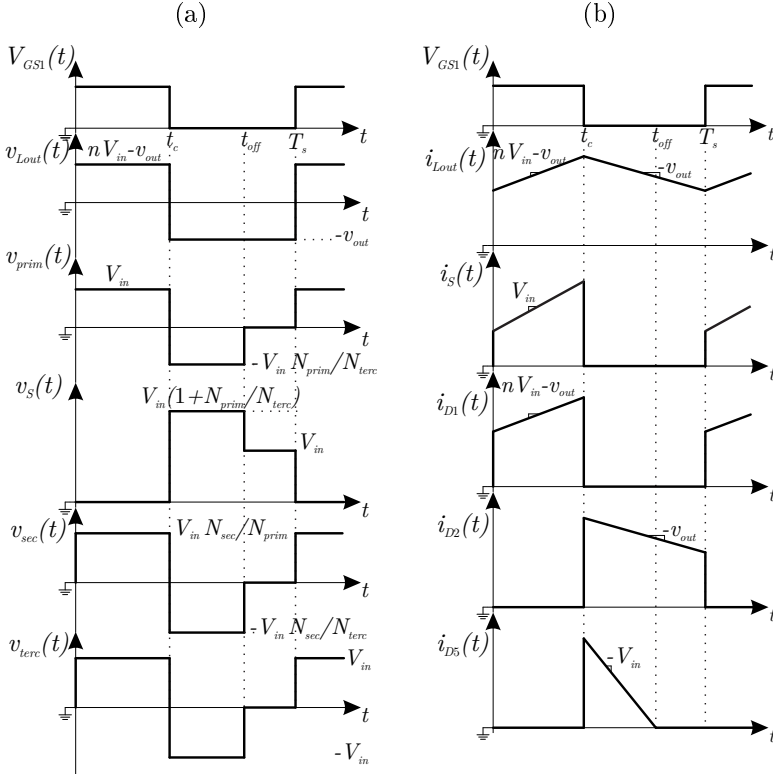 (a)
V_GS1(t)
t_c t_off T_s t
v_Lout(t) nV_in-v_out
t
-v_out
v_prim(t)
V_in
t
-V_in N_prim/N_terc
v_S(t)
V_in(1+N_prim/N_terc)
V_in
t
v_sec(t) V_in N_sec/N_prim
t
-V_in N_sec/N_terc
v_terc(t)
V_in
t
-V_in
(b)
V_GS1(t)
t_c t_off T_s t
i_Lout(t) nV_in-v_out
-v_out
t
i_S(t)
V_in
t
i_D1(t) nV_in-v_out
t
i_D2(t)
-v_out
t
i_D5(t)
-V_in
t